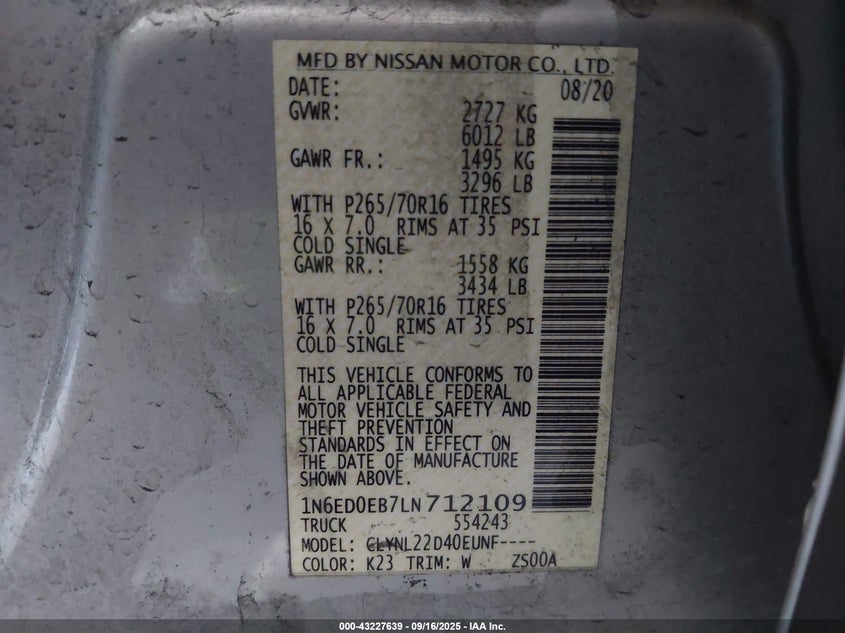 MFD BY NISSAN MOTOR CO., LTD.
DATE: 08/20
GVWR: 2727 KG
6012 LB
GAWR FR.: 1495 KG
3296 LB
WITH P265/70R16 TIRES
16 X 7.0 RIMS AT 35 PSI
COLD SINGLE
GAWR RR.: 1558 KG
3434 LB
WITH P265/70R16 TIRES
16 X 7.0 RIMS AT 35 PSI
COLD SINGLE
THIS VEHICLE CONFORMS TO
ALL APPLICABLE FEDERAL
MOTOR VEHICLE SAFETY AND
THEFT PREVENTION
STANDARDS IN EFFECT ON
THE DATE OF MANUFACTURE
SHOWN ABOVE.
1N6ED0EB7LN712109
TRUCK 554243
MODEL: CLYNL22D40EUNF----
COLOR: K23 TRIM: W ZS00A
000-43227639 - 09/16/2025 - IAA Inc.